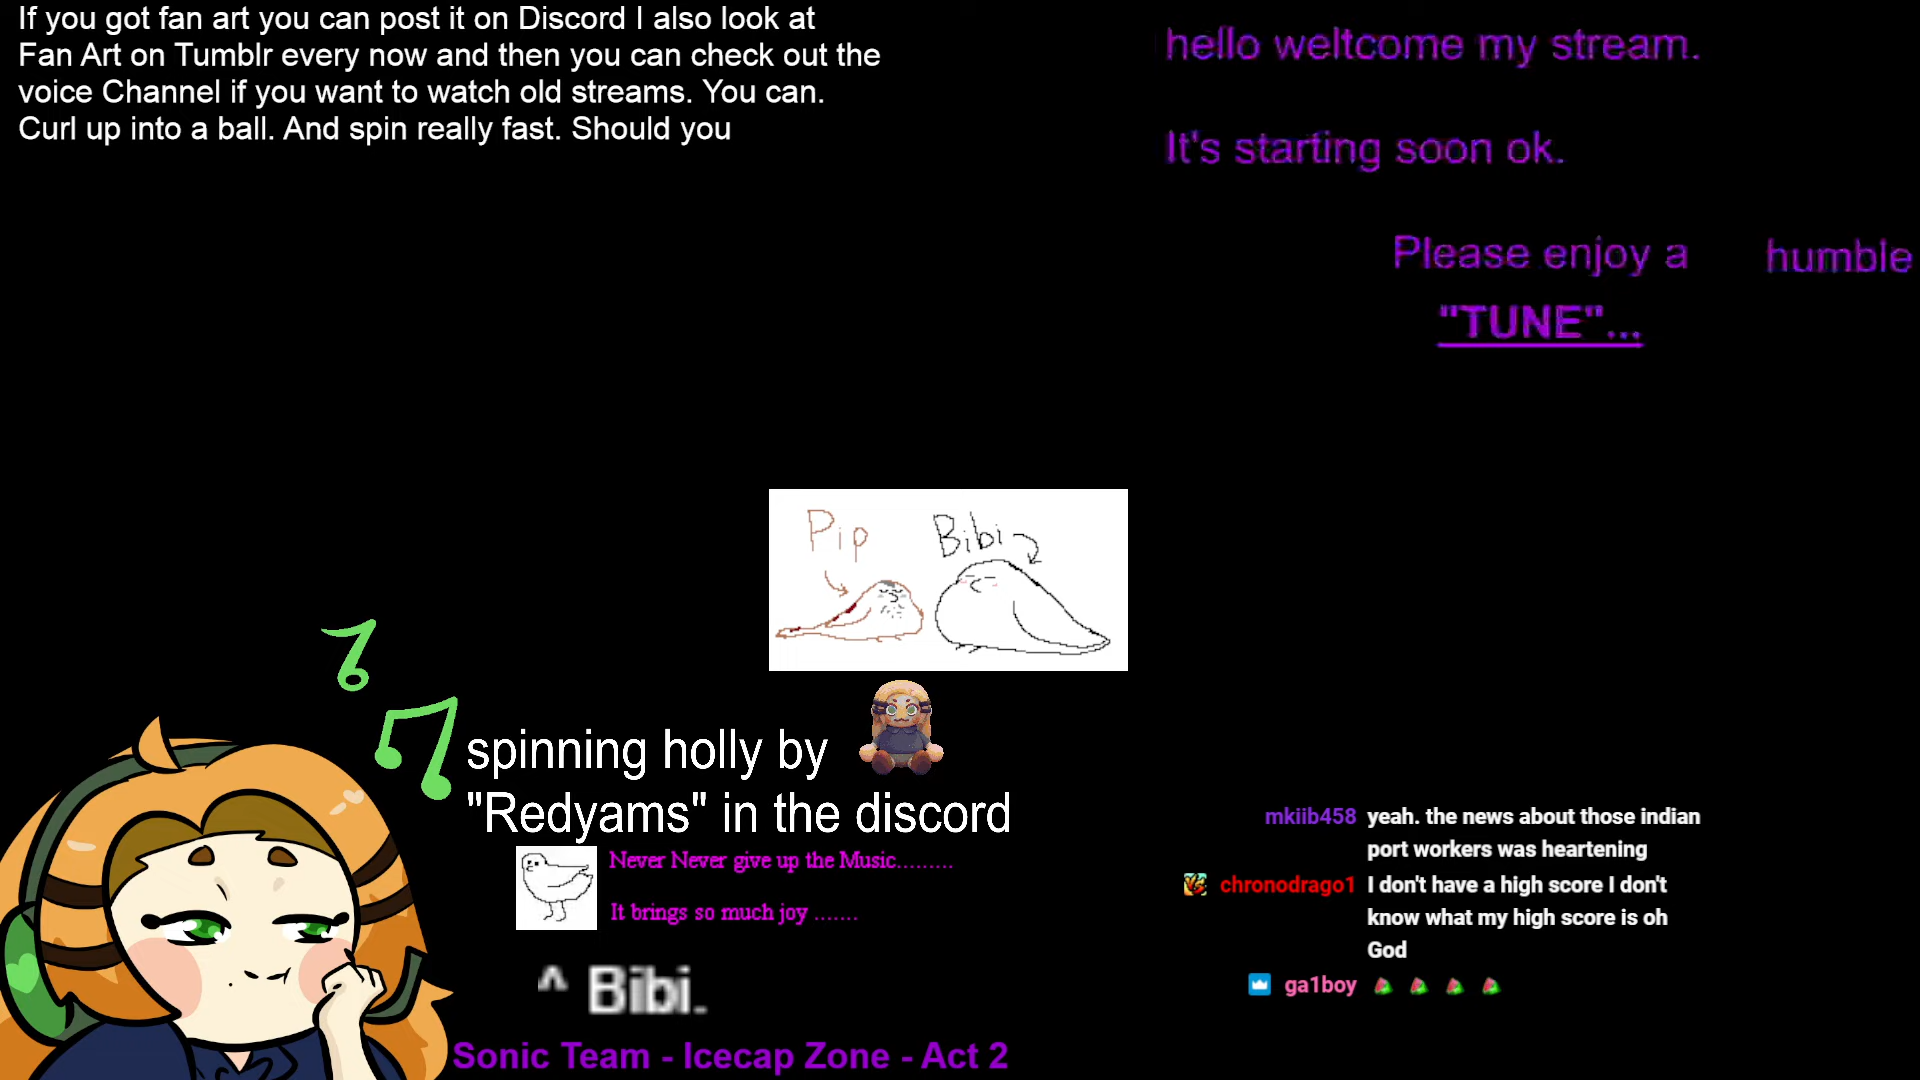 If you got fan art you can post it on Discord I also look at
Fan Art on Tumblr every now and then you can check out the
voice Channel if you want to watch old streams. You can.
Curl up into a ball. And spin really fast. Should you
hello weltcome my stream.
It's starting soon ok.
Please enjoy a humble
"TUNE"...
Pip
Bibi
spinning holly by
"Redyams" in the discord
Never Never give up the Music.........
It brings so much joy .......
^ Bibi.
Sonic Team - Icecap Zone - Act 2
mkiib458 yeah. the news about those indian
port workers was heartening
chronodrago1 I don't have a high score I don't
know what my high score is oh
God
ga1boy